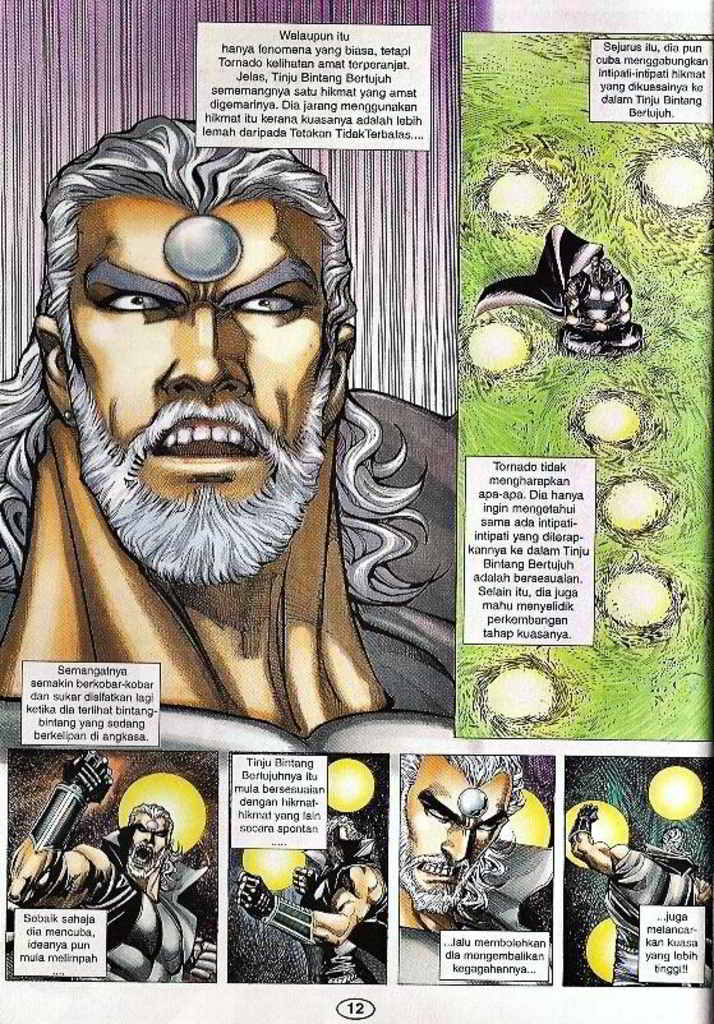 Walaupun itu
hanya fenomena yang biasa, tetapi
Tornado kelihatan amat terperanjat.
Jelas, Tinju Bintang Bertujuh
sememangnya satu hikmat yang amat
digemarinya. Dia jarang menggunakan
hikmat itu kerana kuasanya adalah lebih
lemah daripada Tetakan TidakTerbalas....
Sejurus itu, dia pun
cuba menggabungkan
intipati-intipati hikmat
yang dikuasainya ke
dalam Tinju Bintang
Bertujuh.
Tornado tidak
mengharapkan
apa-apa. Dia hanya
ingin mengetahui
sama ada intipati-
intipati yang diterap-
kannya ke dalam Tinju
Bintang Bertujuh
adalah bersesuaian.
Selain itu, dia juga
mahu menyelidik
perkembangan
tahap kuasanya.
Semangatnya
semakin berkobar-kobar
dan sukar disifatkan lagi
ketika dia terlihat bintang-
bintang yang sedang
berkelipan di angkasa.
Sebaik sahaja
dia mencuba,
ideanya pun
mula melimpah
....
Tinju Bintang
Bertujuhnya itu
mula bersesuaian
dengan hikmat-
hikmat yang lain
secara spontan
....
...lalu membolehkan
dia mengembalikan
kegagahannya...
...juga
melancar-
kan kuasa
yang lebih
tinggi!!
12